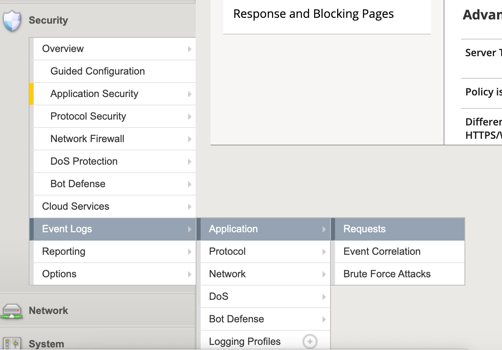 Security
Response and Blocking Pages
Overview
Guided Configuration
Application Security
Protocol Security
Network Firewall
DoS Protection
Bot Defense
Cloud Services
Event Logs
Reporting
Options
Application
Protocol
Network
DoS
Bot Defense
Logging Profiles
Requests
Event Correlation
Brute Force Attacks
Network
System
Advan
Server T
Policy is
Differen
HTTPS/